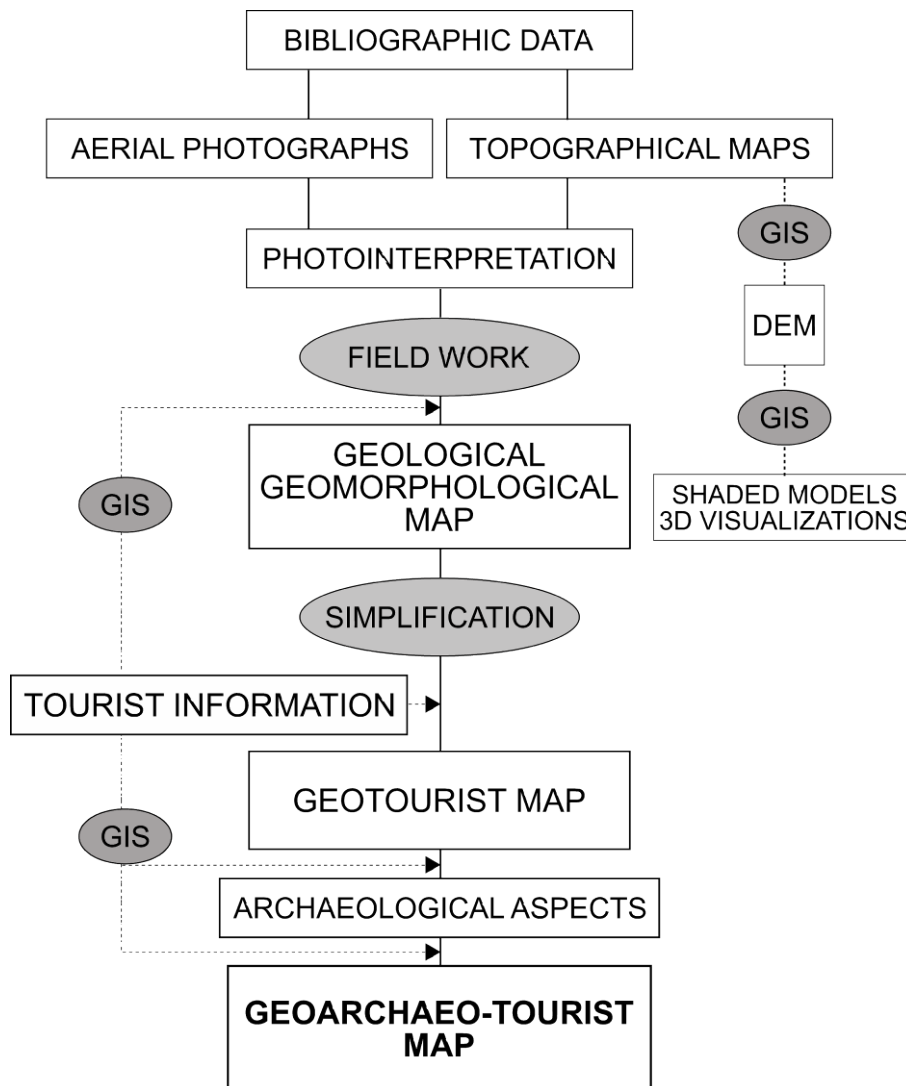 BIBLIOGRAPHIC DATA
AERIAL PHOTOGRAPHS
TOPOGRAPHICAL MAPS
GIS
PHOTOINTERPRETATION
DEM
FIELD WORK
GIS
GEOLOGICAL
GEOMORPHOLOGICAL
MAP
SHADED MODELS
3D VISUALIZATIONS
GIS
SIMPLIFICATION
TOURIST INFORMATION
GEOTOURIST MAP
GIS
ARCHAEOLOGICAL ASPECTS
GEOARCHAEO-TOURIST
MAP